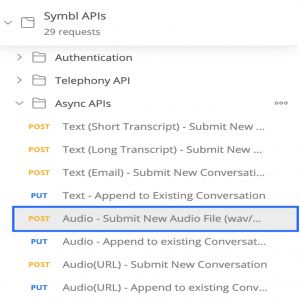 Symbl APIs
29 requests
Authentication
Telephony API
Async APIs
POST Text (Short Transcript) - Submit New ...
POST Text (Long Transcript) - Submit New ...
POST Text (Email) - Submit New Conversati...
PUT Text - Append to Existing Conversation
POST Audio - Submit New Audio File (wav/...
PUT Audio - Append to existing Conversat...
POST Audio(URL) - Submit New Conversation
PUT Audio(URL) - Append to existing Conv...